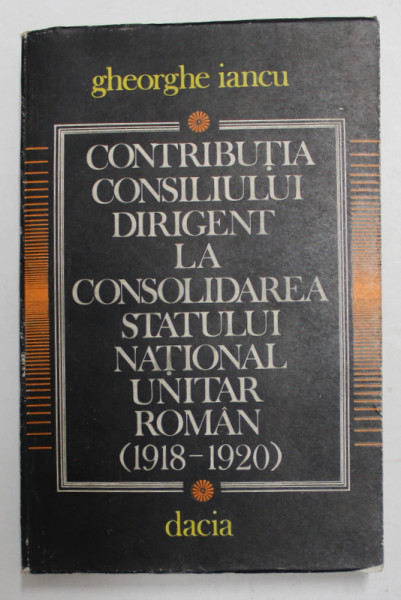 gheorghe iancu
CONTRIBUȚIA
CONSILIULUI
DIRIGENT
LA
CONSOLIDAREA
STATULUI
NAȚIONAL
UNITAR
ROMÂN
(1918-1920)
dacia